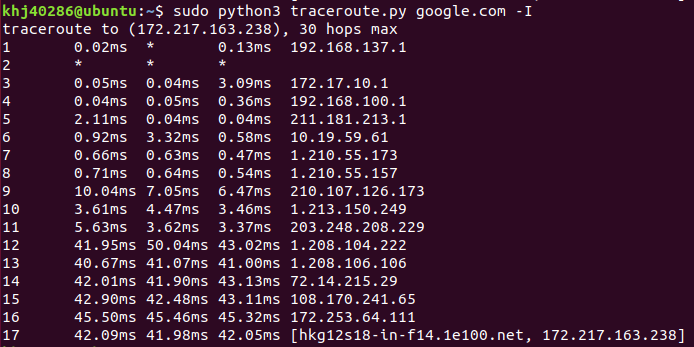 khj40286@ubuntu:~$ sudo python3 traceroute.py google.com -I
traceroute to (172.217.163.238), 30 hops max
1 0.02ms * 0.13ms 192.168.137.1
2 * * *
3 0.05ms 0.04ms 3.09ms 172.17.10.1
4 0.04ms 0.05ms 0.36ms 192.168.100.1
5 2.11ms 0.04ms 0.04ms 211.181.213.1
6 0.92ms 3.32ms 0.58ms 10.19.59.61
7 0.66ms 0.63ms 0.47ms 1.210.55.173
8 0.71ms 0.64ms 0.54ms 1.210.55.157
9 10.04ms 7.05ms 6.47ms 210.107.126.173
10 3.61ms 4.47ms 3.46ms 1.213.150.249
11 5.63ms 3.62ms 3.37ms 203.248.208.229
12 41.95ms 50.04ms 43.02ms 1.208.104.222
13 40.67ms 41.07ms 41.00ms 1.208.106.106
14 42.01ms 41.90ms 43.13ms 72.14.215.29
15 42.90ms 42.48ms 43.11ms 108.170.241.65
16 45.50ms 45.46ms 45.32ms 172.253.64.111
17 42.09ms 41.98ms 42.05ms [hkg12s18-in-f14.1e100.net, 172.217.163.238]